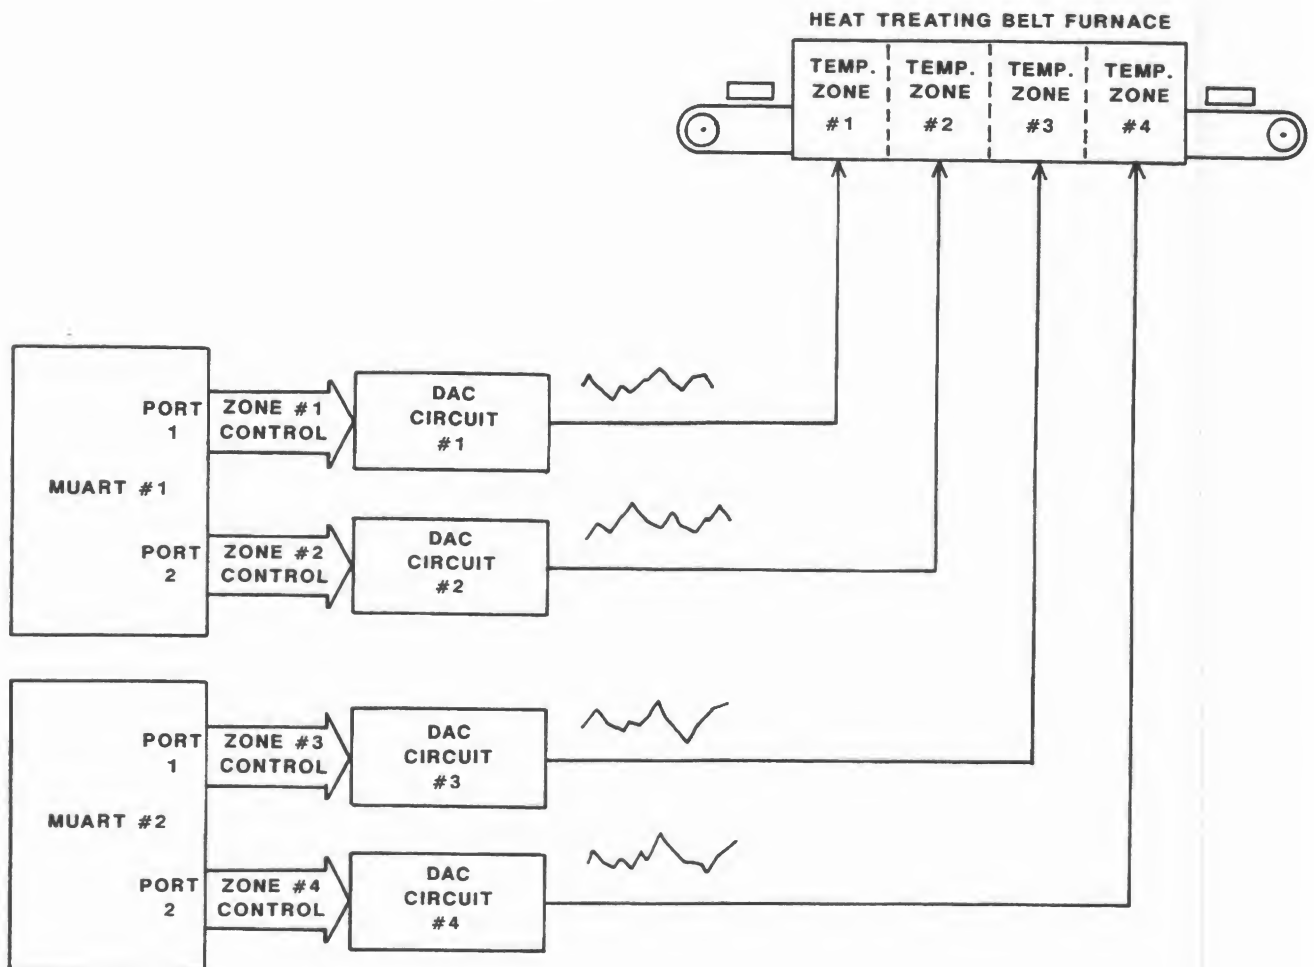 HEAT TREATING BELT FURNACE
TEMP.
ZONE
#1
TEMP.
ZONE
#2
TEMP.
ZONE
#3
TEMP.
ZONE
#4
MUART #1
PORT
1
ZONE #1
CONTROL
DAC
CIRCUIT
#1
PORT
2
ZONE #2
CONTROL
DAC
CIRCUIT
#2
MUART #2
PORT
1
ZONE #3
CONTROL
DAC
CIRCUIT
#3
PORT
2
ZONE #4
CONTROL
DAC
CIRCUIT
#4